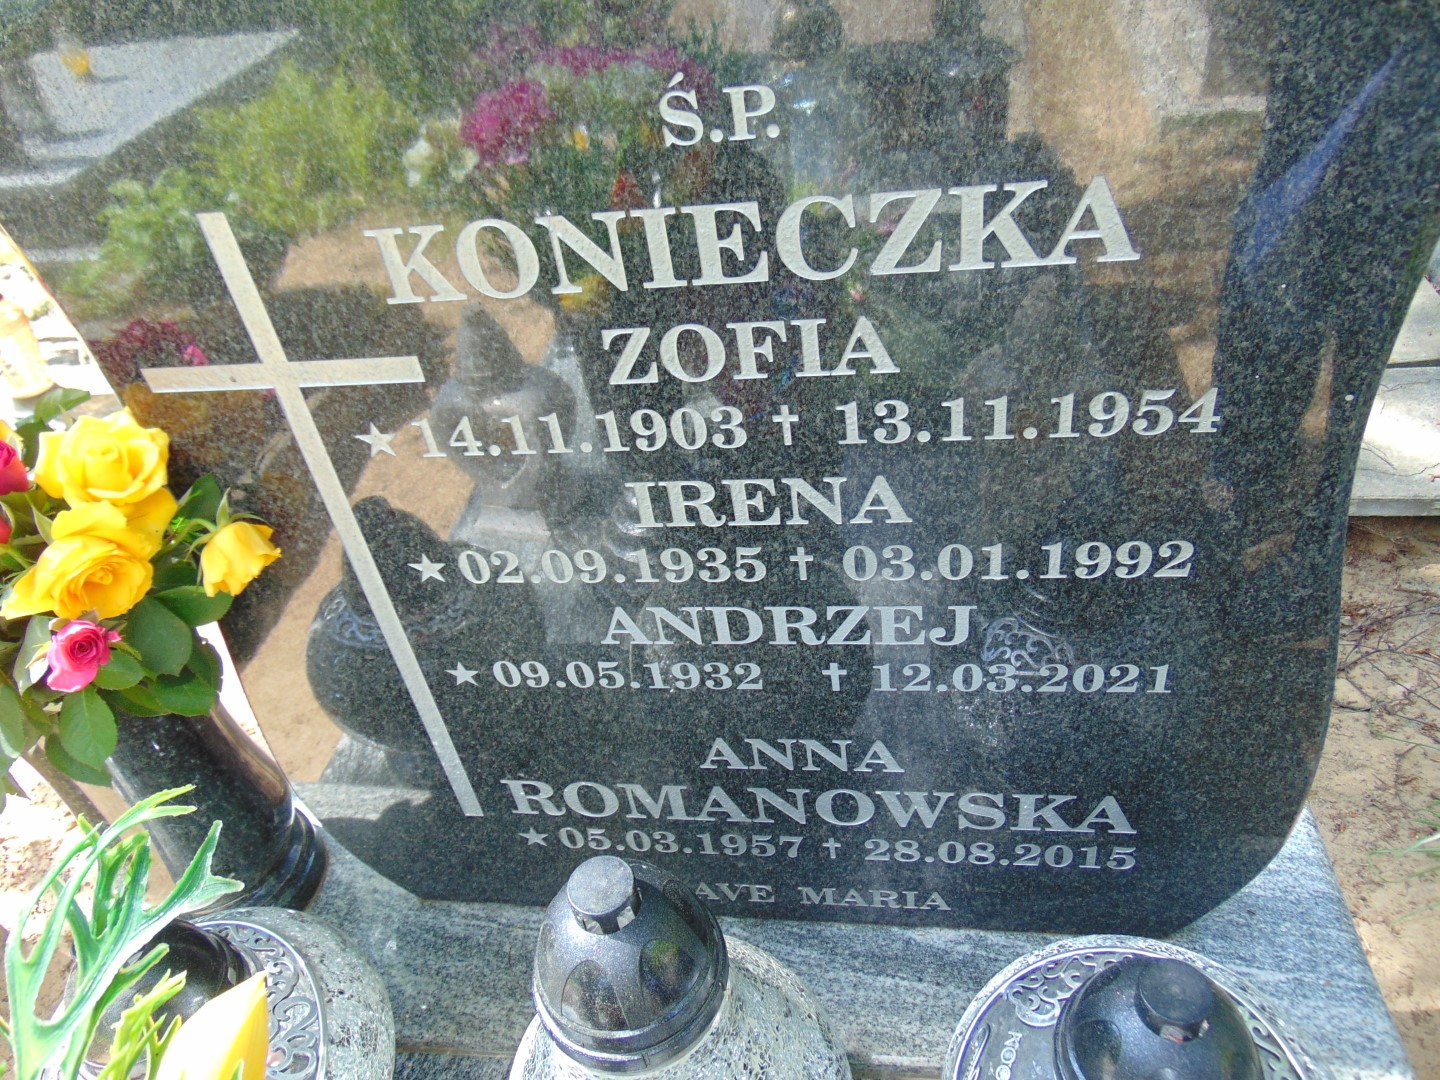 Ś.P.
KONIECZKA
ZOFIA
★14.11.1903 † 13.11.1954
IRENA
★02.09.1935 † 03.01.1992
ANDRZEJ
★09.05.1932 † 12.03.2021
ANNA
ROMANOWSKA
★05.03.1957 † 28.08.2015
AVE MARIA